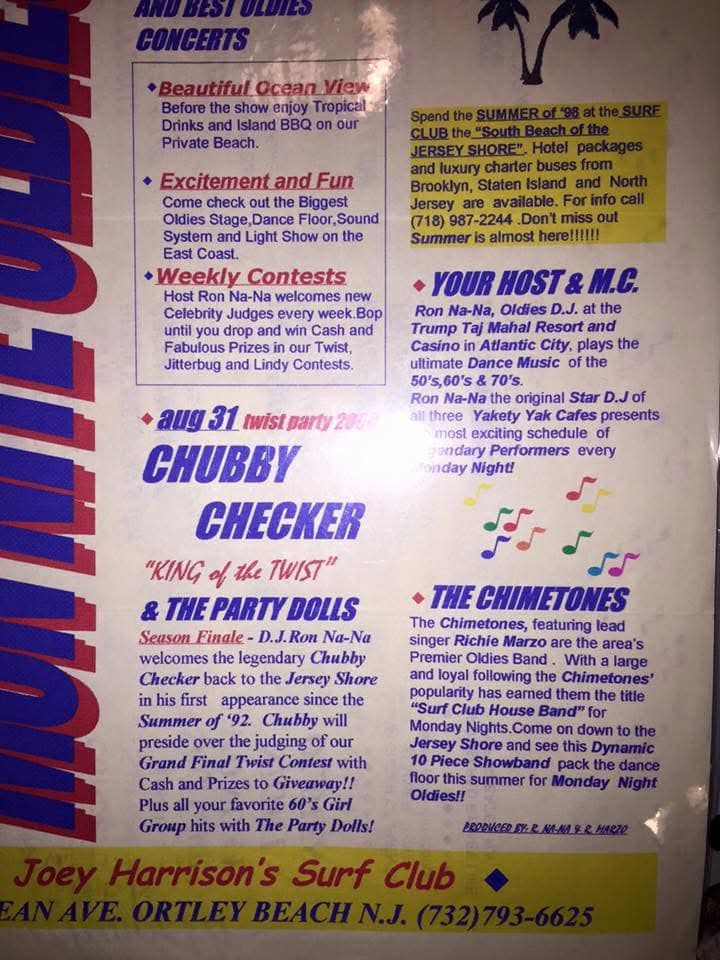 AND BEST OLDIES
CONCERTS
Beautiful Ocean View
Before the show enjoy Tropical
Drinks and Island BBQ on our
Private Beach.
Excitement and Fun
Come check out the Biggest
Oldies Stage,Dance Floor,Sound
System and Light Show on the
East Coast.
Weekly Contests
Host Ron Na-Na welcomes new
Celebrity Judges every week.Bop
until you drop and win Cash and
Fabulous Prizes in our Twist,
Jitterbug and Lindy Contests.
aug 31 twist party
CHUBBY
CHECKER
"KING of the TWIST"
& THE PARTY DOLLS
Season Finale - D.J.Ron Na-Na
welcomes the legendary Chubby
Checker back to the Jersey Shore
in his first appearance since the
Summer of '92. Chubby will
preside over the judging of our
Grand Final Twist Contest with
Cash and Prizes to Giveaway!!
Plus all your favorite 60's Girl
Group hits with The Party Dolls!
Spend the SUMMER of '98 at the SURF
CLUB the "South Beach of the
JERSEY SHORE". Hotel packages
and luxury charter buses from
Brooklyn, Staten Island and North
Jersey are available. For info call
(718) 987-2244 .Don't miss out
Summer is almost here!!!!!!
YOUR HOST & M.C.
Ron Na-Na, Oldies D.J. at the
Trump Taj Mahal Resort and
Casino in Atlantic City, plays the
ultimate Dance Music of the
50's,60's & 70's.
Ron Na-Na the original Star D.J of
all three Yakety Yak Cafes presents
most exciting schedule of
gendary Performers every
onday Night!
THE CHIMETONES
The Chimetones, featuring lead
singer Richie Marzo are the area's
Premier Oldies Band . With a large
and loyal following the Chimetones'
popularity has earned them the title
"Surf Club House Band" for
Monday Nights.Come on down to the
Jersey Shore and see this Dynamic
10 Piece Showband pack the dance
floor this summer for Monday Night
Oldies!!
PRODUCED BY: R. NA-NA & R. MARZO
MON NITE OLDIES
Joey Harrison's Surf Club
EAN AVE. ORTLEY BEACH N.J. (732)793-6625